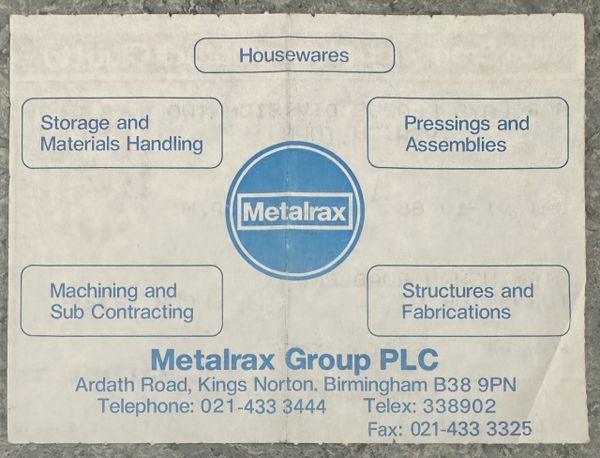 Housewares
Storage and
Materials Handling
Pressings and
Assemblies
Metalrax
Machining and
Sub Contracting
Structures and
Fabrications
Metalrax Group PLC
Ardath Road, Kings Norton. Birmingham B38 9PN
Telephone: 021-433 3444 Telex: 338902
Fax: 021-433 3325